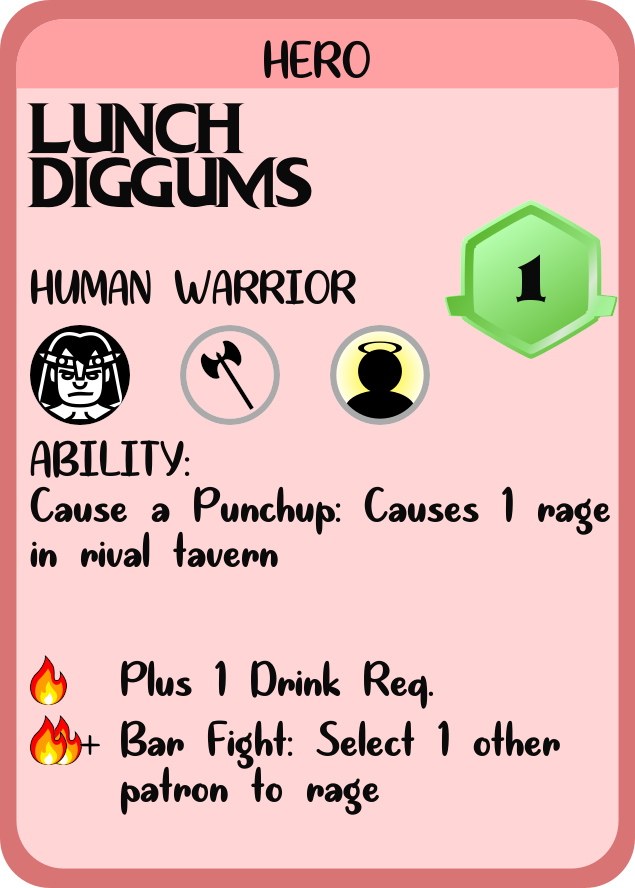 HERO
LUNCH
DIGGUMS
1
HUMAN WARRIOR
ABILITY:
Cause a Punchup: Causes 1 rage
in rival tavern
Plus 1 Drink Req.
+ Bar Fight: Select 1 other
patron to rage